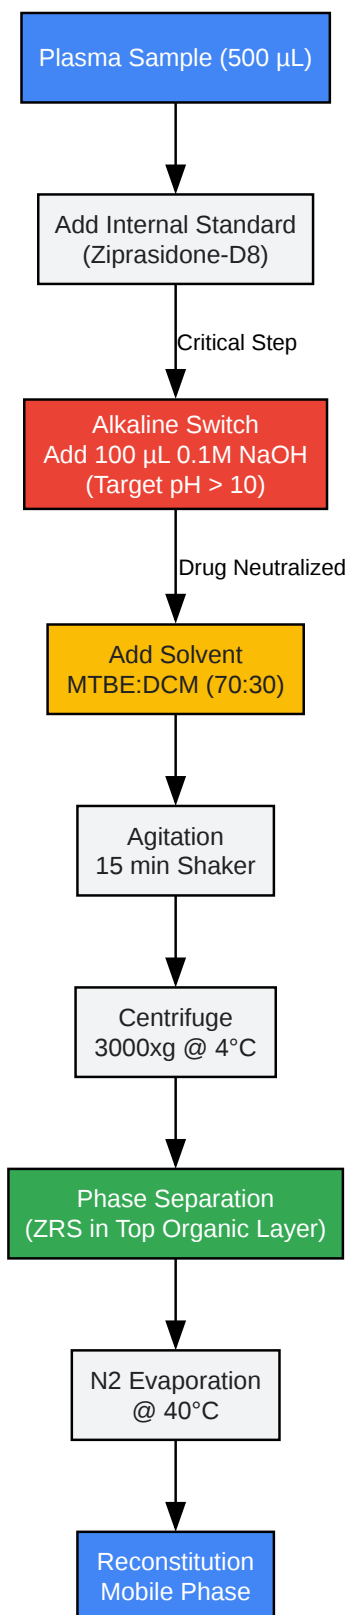 Plasma Sample (500 µL)
Add Internal Standard
(Ziprasidone-D8)
Critical Step
Alkaline Switch
Add 100 µL 0.1M NaOH
(Target pH > 10)
Drug Neutralized
Add Solvent
MTBE:DCM (70:30)
Agitation
15 min Shaker
Centrifuge
3000xg @ 4°C
Phase Separation
(ZRS in Top Organic Layer)
N2 Evaporation
@ 40°C
Reconstitution
Mobile Phase